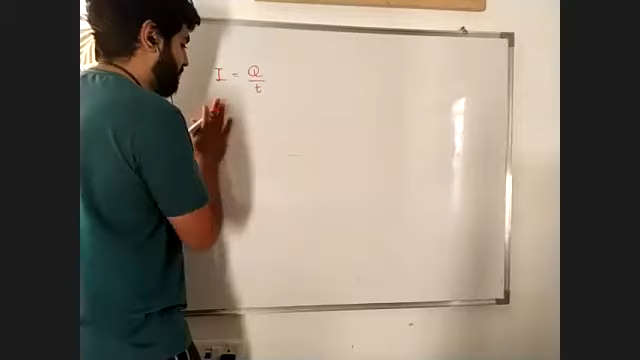 I = Q/t